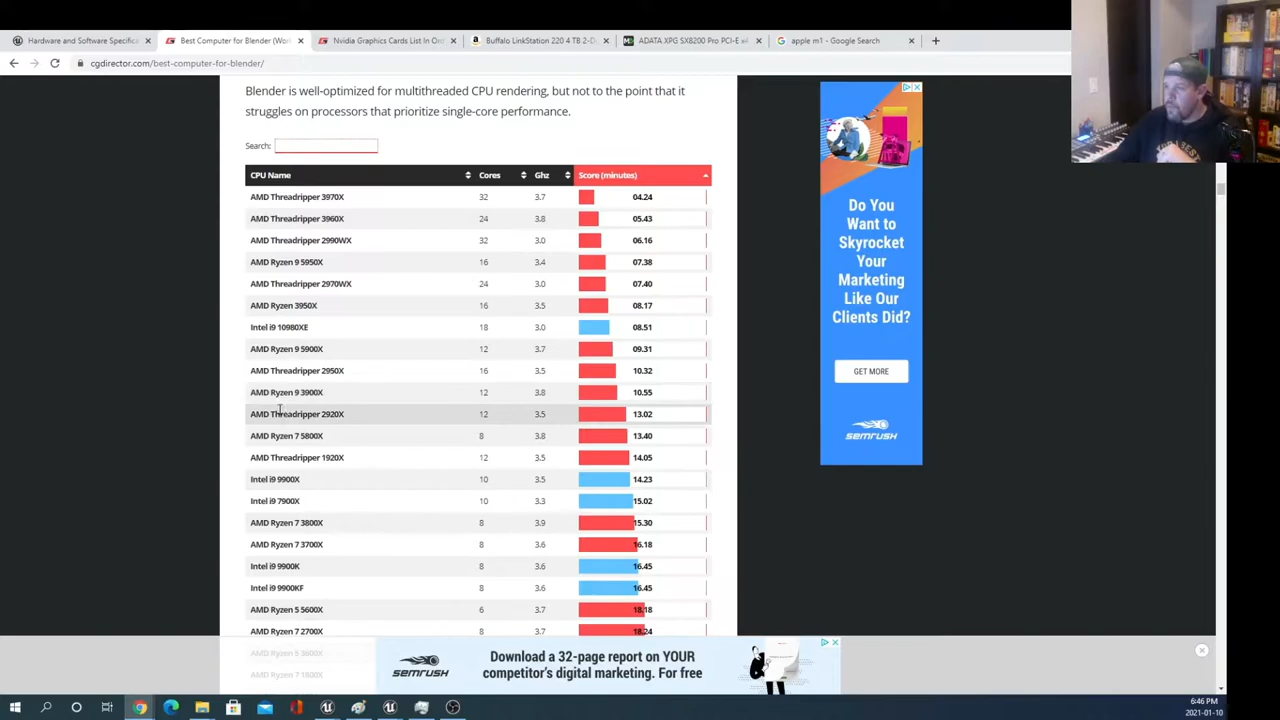 Hardware and Software Specifica
Best Computer for Blender (Wor
Nvidia Graphics Cards List In Ord
Buffalo LinkStation 220 4 TB 2-D
ADATA XPG SX8200 Pro PCI-E x4
apple m1 - Google Search
cgdirector.com/best-computer-for-blender/
Blender is well-optimized for multithreaded CPU rendering, but not to the point that it
struggles on processors that prioritize single-core performance.
Search:
CPU Name Cores Ghz Score (minutes)
AMD Threadripper 3970X 32 3.7 04.24
AMD Threadripper 3960X 24 3.8 05.43
AMD Threadripper 2990WX 32 3.0 06.16
AMD Ryzen 9 5950X 16 3.4 07.38
AMD Threadripper 2970WX 24 3.0 07.40
AMD Ryzen 3950X 16 3.5 08.17
Intel i9 10980XE 18 3.0 08.51
AMD Ryzen 9 5900X 12 3.7 09.31
AMD Threadripper 2950X 16 3.5 10.32
AMD Ryzen 9 3900X 12 3.8 10.55
AMD Threadripper 2920X 12 3.5 13.02
AMD Ryzen 7 5800X 8 3.8 13.40
AMD Threadripper 1920X 12 3.5 14.05
Intel i9 9900X 10 3.5 14.23
Intel i9 7900X 10 3.3 15.02
AMD Ryzen 7 3800X 8 3.9 15.30
AMD Ryzen 7 3700X 8 3.6 16.18
Intel i9 9900K 8 3.6 16.45
Intel i9 9900KF 8 3.6 16.45
AMD Ryzen 5 5600X 6 3.7 18.18
AMD Ryzen 7 2700X 8 3.7 18.24
AMD Ryzen 5 3600X
AMD Ryzen 7 1800X
Do You
Want to
Skyrocket
Your
Marketing
Like Our
Clients Did?
GET MORE
SEMRUSH
SEMRUSH
Download a 32-page report on YOUR
competitor's digital marketing. For free
6:46 PM
2021-01-10